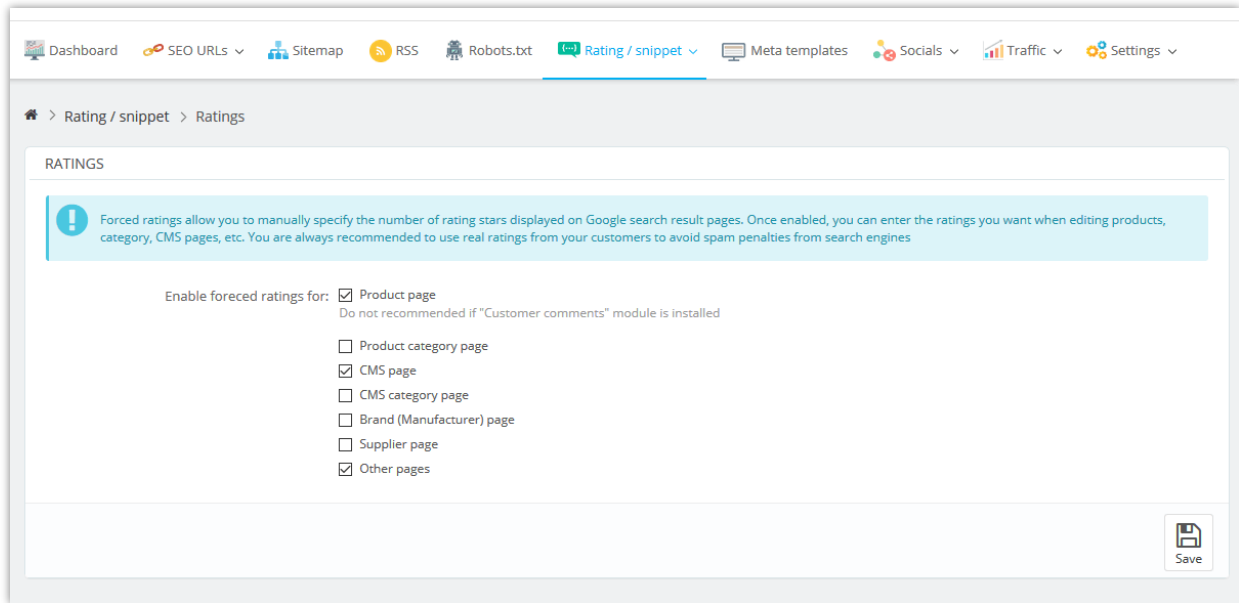 Dashboard SEO URLs Sitemap RSS Robots.txt Rating / snippet Meta templates Socials Traffic Settings
> Rating / snippet > Ratings
RATINGS
Forced ratings allow you to manually specify the number of rating stars displayed on Google search result pages. Once enabled, you can enter the ratings you want when editing products,
category, CMS pages, etc. You are always recommended to use real ratings from your customers to avoid spam penalties from search engines
Enable foreced ratings for: Product page
Do not recommended if "Customer comments" module is installed
Product category page
CMS page
CMS category page
Brand (Manufacturer) page
Supplier page
Other pages
Save